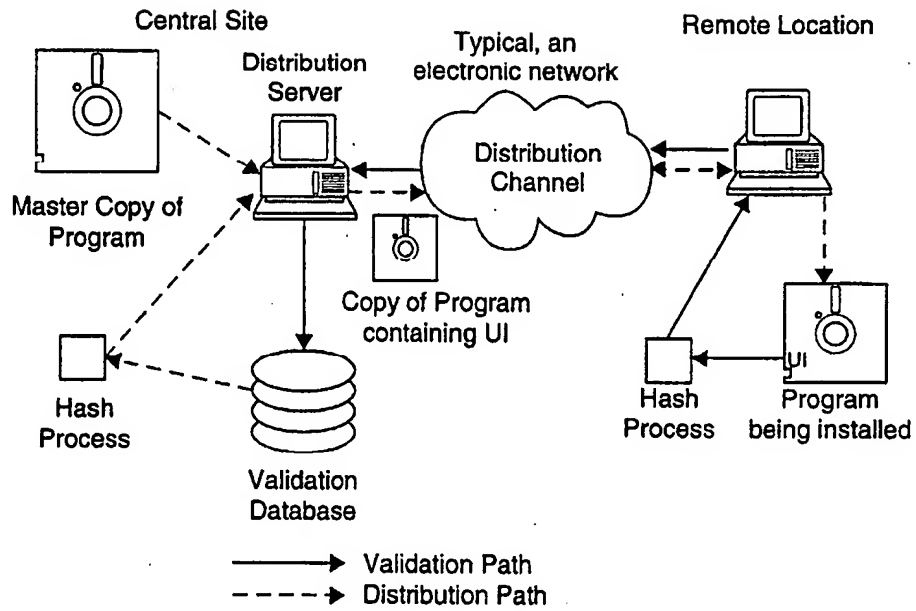 Central Site
Remote Location
Typical, an
electronic network
Distribution
Server
Distribution
Channel
Master Copy of
Program
Copy of Program
containing UI
UI
Hash
Process
Hash
Process
Program
being installed
Validation
Database
Validation Path
Distribution Path